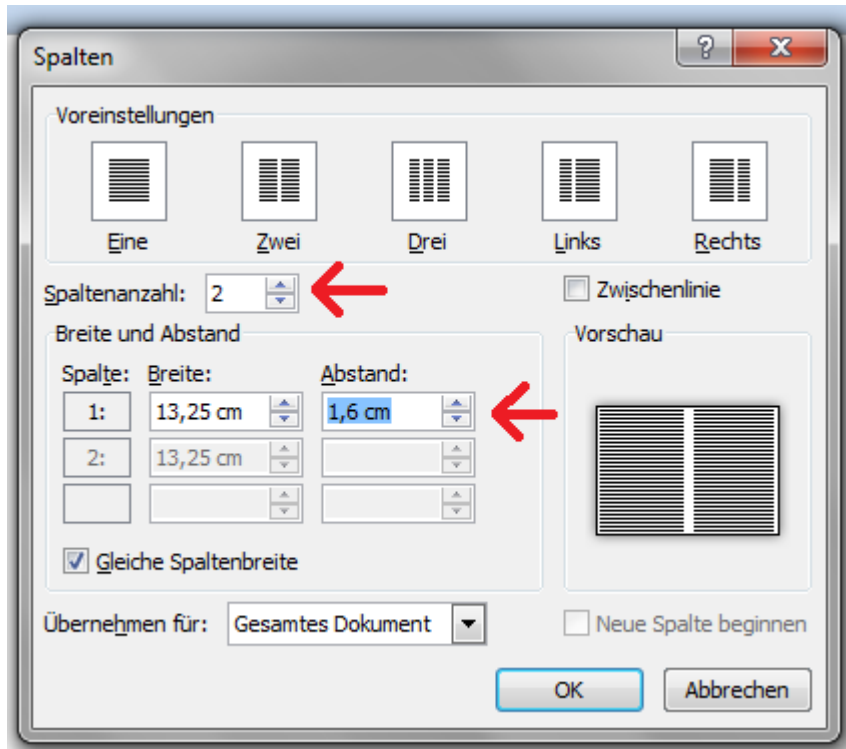 Spalten
Voreinstellungen
Eine Zwei Drei Links Rechts
Spaltenanzahl: 2 Zwischenlinie
Breite und Abstand Vorschau
Spalte: Breite: Abstand:
1: 13,25 cm 1,6 cm
2: 13,25 cm
Gleiche Spaltenbreite
Übernehmen für: Gesamtes Dokument Neue Spalte beginnen
OK Abbrechen